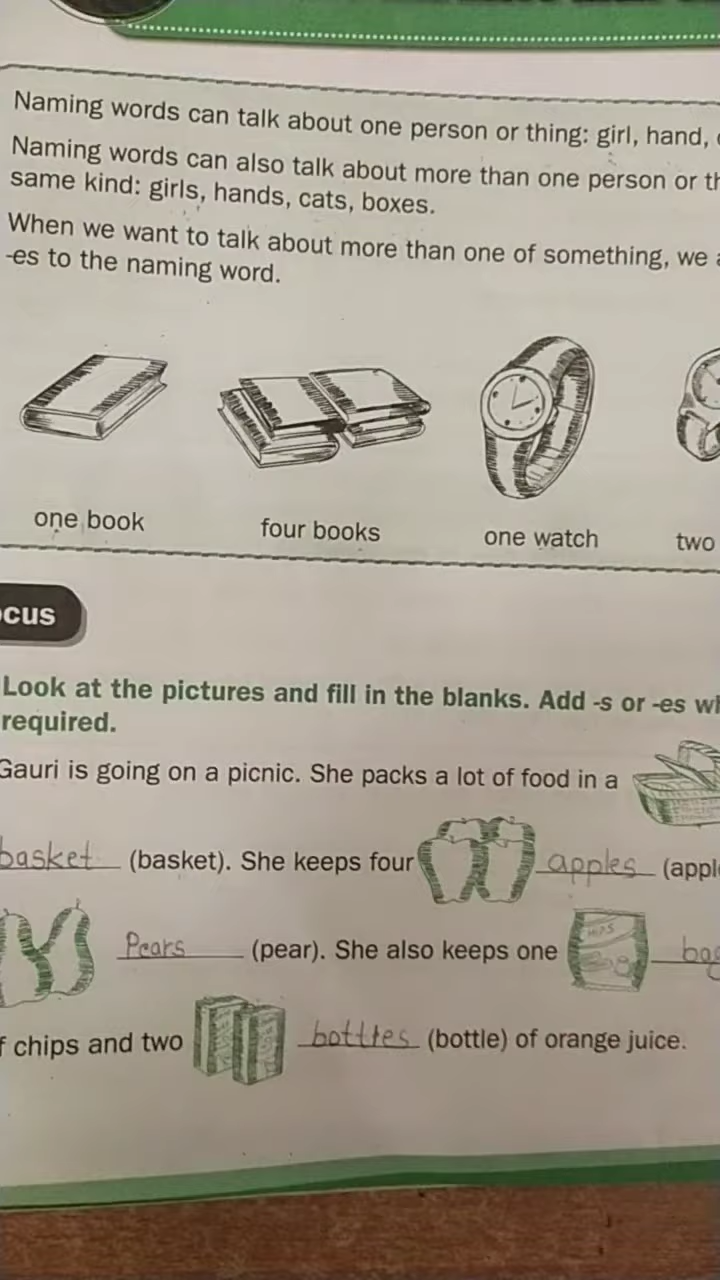 Naming words can talk about one person or thing: girl, hand,
Naming words can also talk about more than one person or th
same kind: girls, hands, cats, boxes.
When we want to talk about more than one of something, we a
-es to the naming word.
one book four books one watch two
ocus
Look at the pictures and fill in the blanks. Add -s or -es wh
required.
Gauri is going on a picnic. She packs a lot of food in a
basket (basket). She keeps four apples (apple
Pears (pear). She also keeps one bag
f chips and two botttes (bottle) of orange juice.